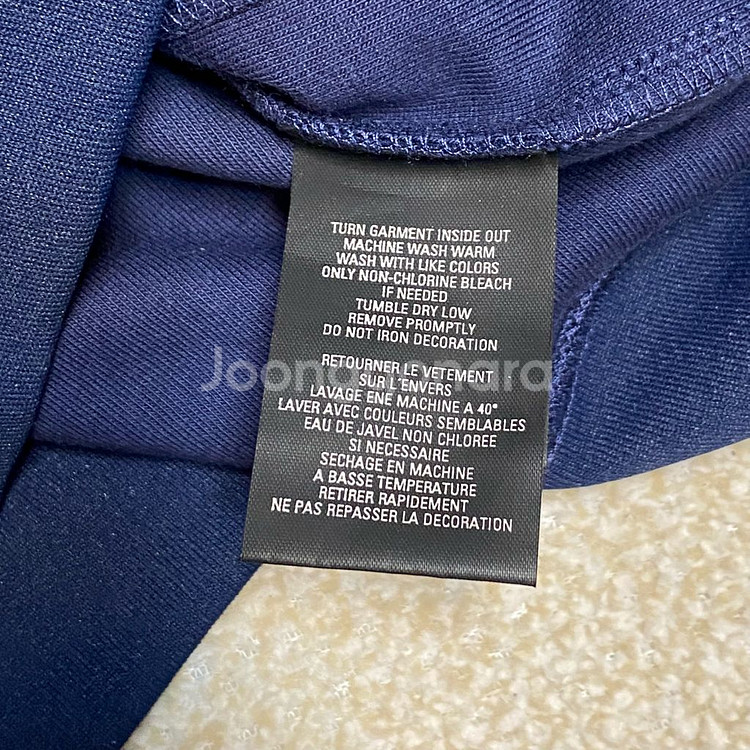 TURN GARMENT INSIDE OUT
MACHINE WASH WARM
WASH WITH LIKE COLORS
ONLY NON-CHLORINE BLEACH
IF NEEDED
TUMBLE DRY LOW
REMOVE PROMPTLY
DO NOT IRON DECORATION
RETOURNER LE VETEMENT
SUR L'ENVERS
LAVAGE ENE MACHINE A 40°
LAVER AVEC COULEURS SEMBLABLES
EAU DE JAVEL NON CHLOREE
SI NECESSAIRE
SECHAGE EN MACHINE
A BASSE TEMPERATURE
RETIRER RAPIDEMENT
NE PAS REPASSER LA DECORATION